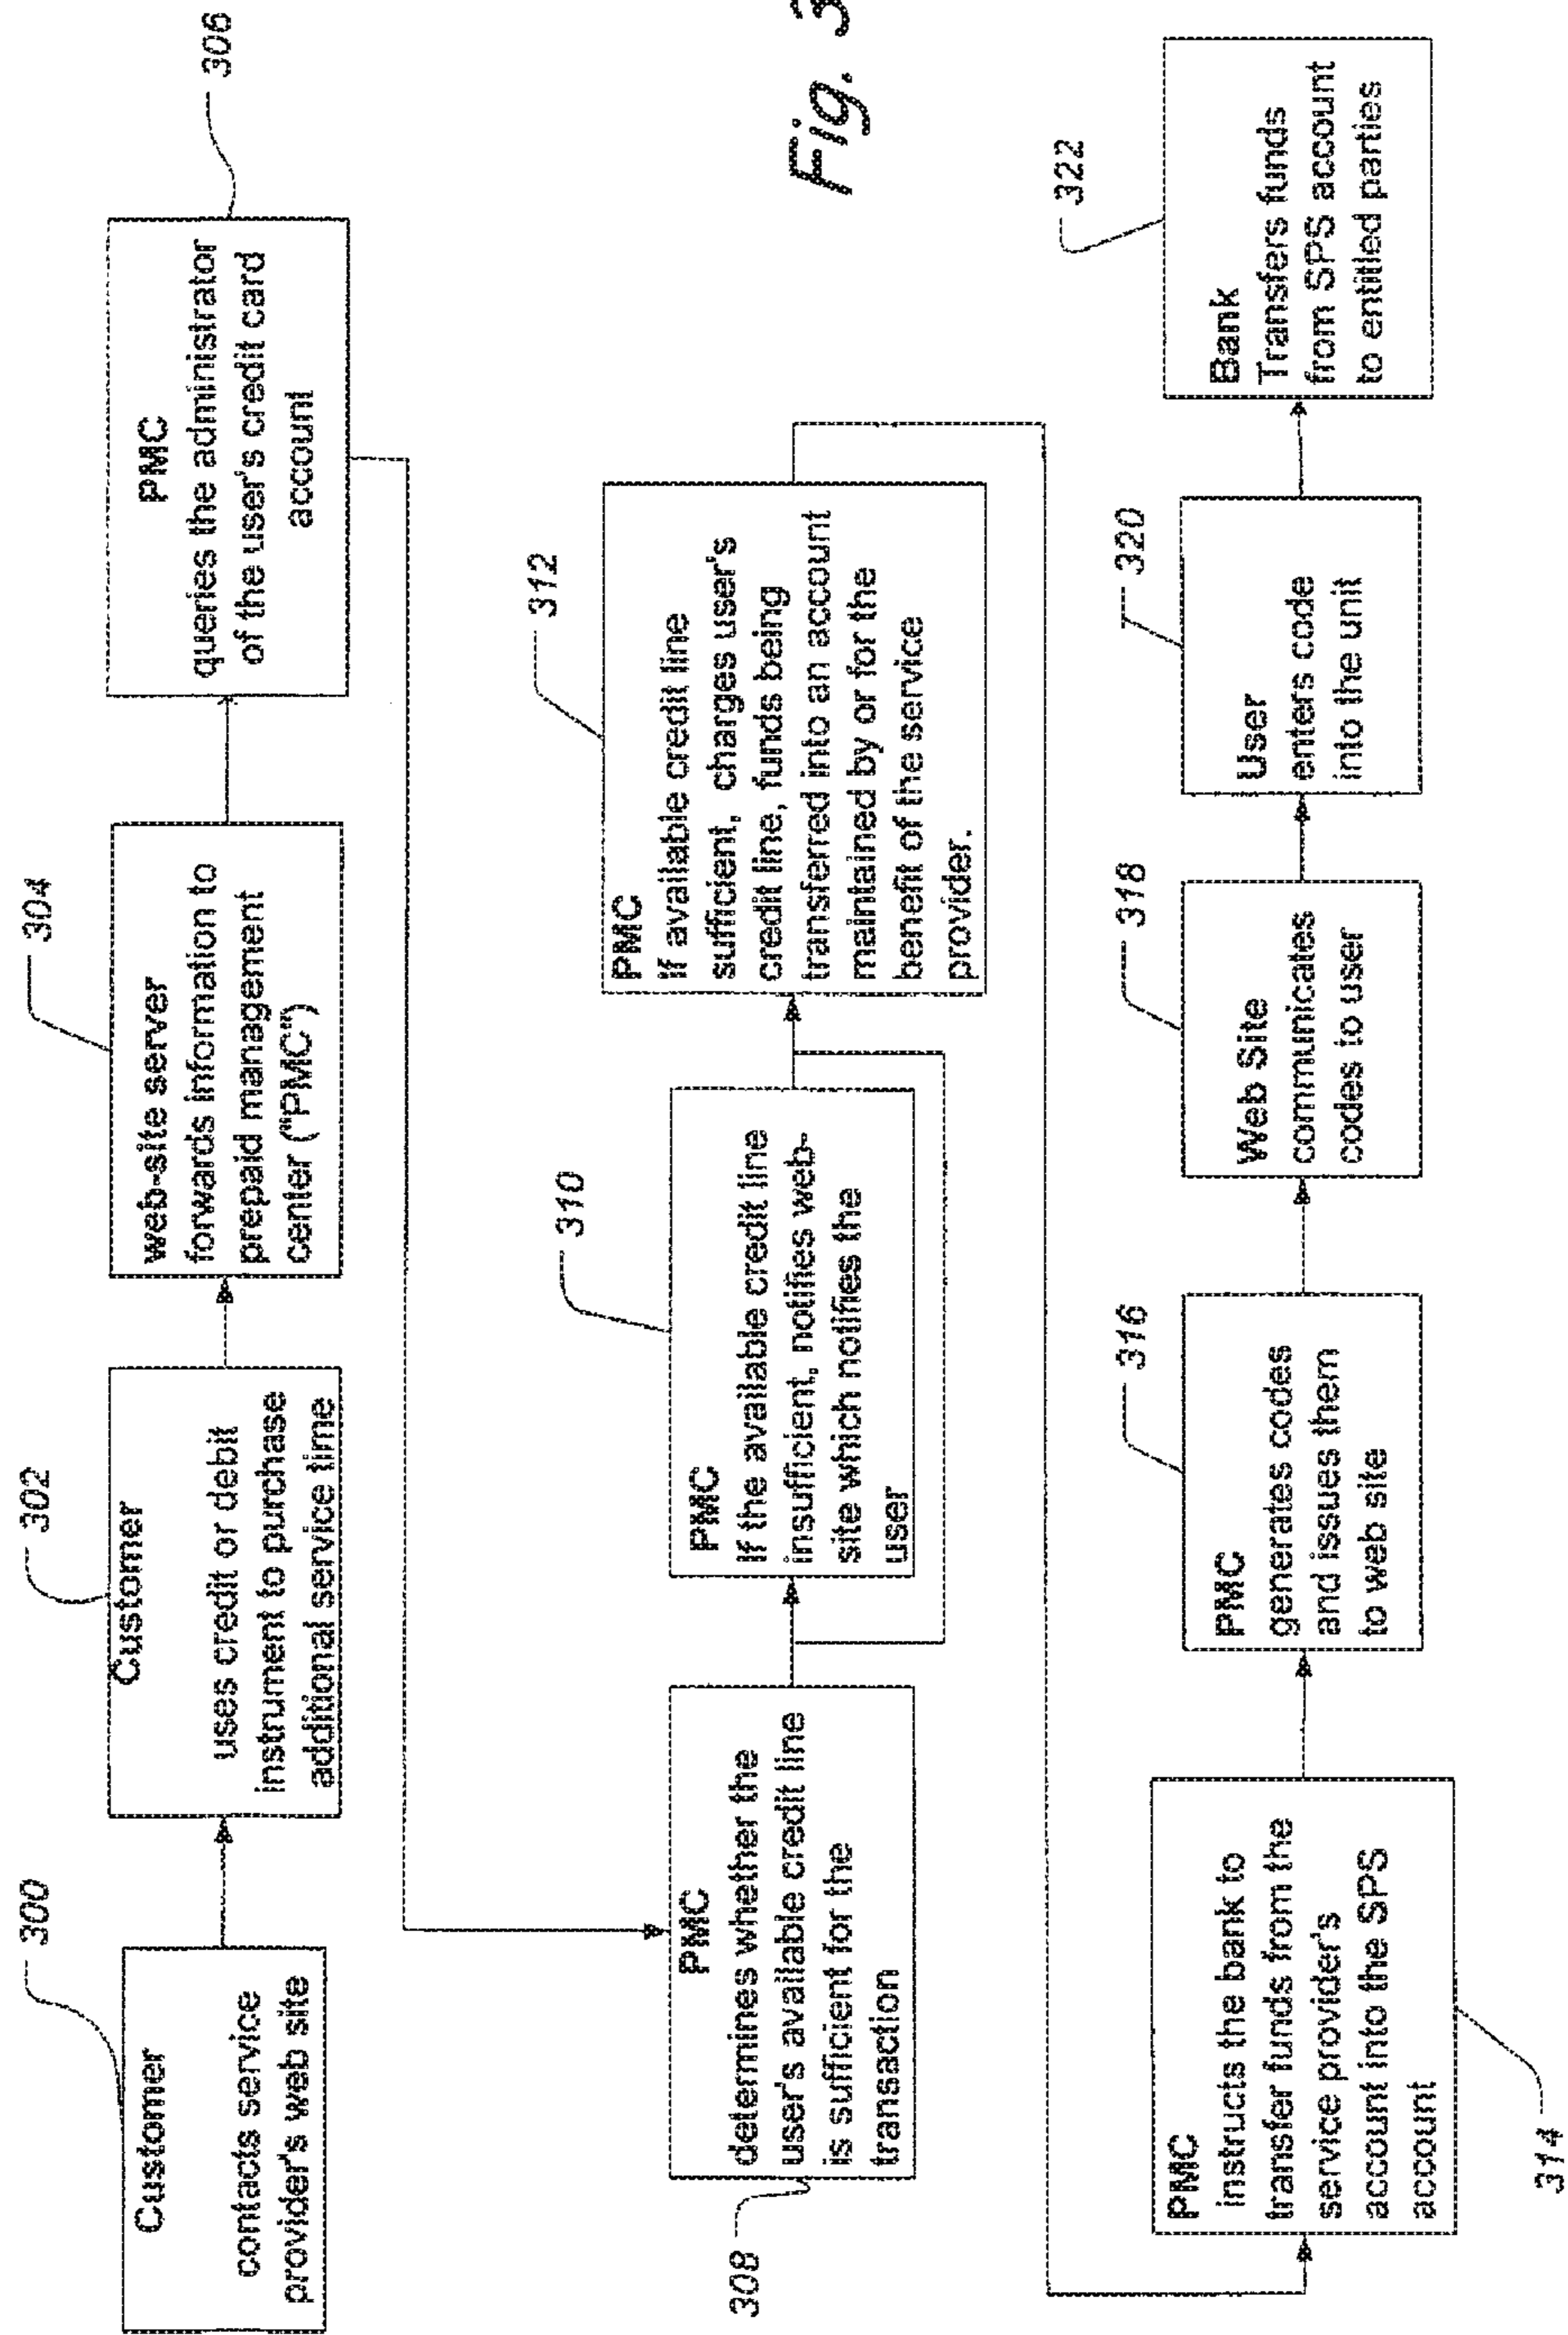 300
Customer
contacts service
provider's web site
302
Customer
uses credit or debit
instrument to purchase
additional service time
304
web-site server
forwards information to
prepaid management
center ("PMC")
306
PMC
queries the administrator
of the user's credit card
account
308
PMC
determines whether the
user's available credit line
is sufficient for the
transaction
310
PMC
If the available credit line
insufficient, notifies web-
site which notifies the
user
312
PMC
If available credit line
sufficient, charges user's
credit line, funds being
transferred into an account
maintained by or for the
benefit of the service
provider.
Fig. 3
314
PMC
instructs the bank to
transfer funds from the
service provider's
account into the SPS
account
316
PMC
generates codes
and issues them
to web site
318
Web Site
communicates
codes to user
320
User
enters code
into the unit
322
Bank
Transfers funds
from SPS account
to entitled parties